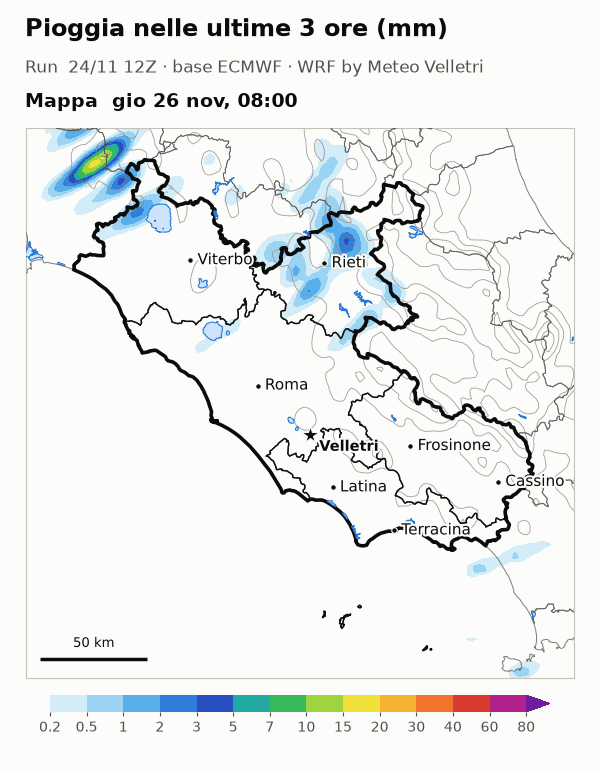 Pioggia nelle ultime 3 ore (mm)
Run  24/11 12Z · base ECMWF · WRF by Meteo Velletri
Mappa  gio 26 nov, 08:00
Viterbo
Rieti
Roma
Velletri
Frosinone
Cassino
Latina
Terracina
50 km
0.2 0.5 1 2 3 5 7 10 15 20 30 40 60 80